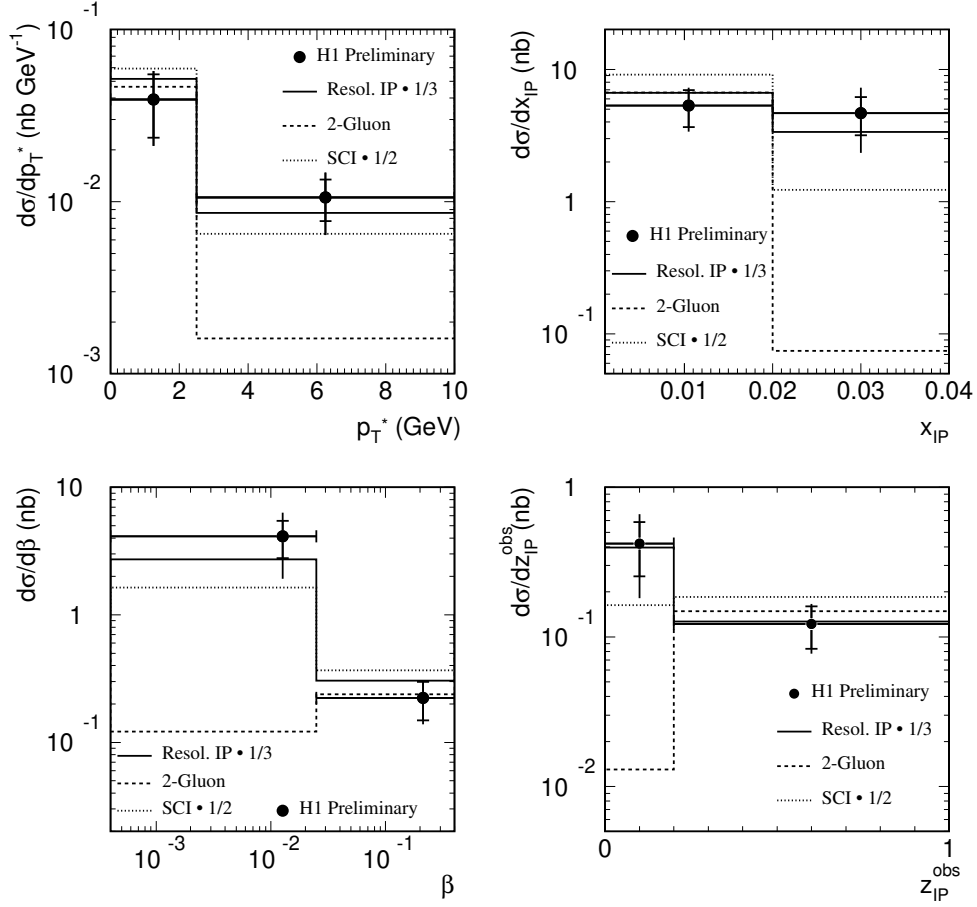 dσ/dp_T^* (nb GeV^-1)
10^-1
10^-2
10^-3
H1 Preliminary
Resol. IP • 1/3
2-Gluon
SCI • 1/2
0 2 4 6 8 10
p_T^* (GeV)
dσ/dx_IP (nb)
10
1
10^-1
H1 Preliminary
Resol. IP • 1/3
2-Gluon
SCI • 1/2
0.01 0.02 0.03 0.04
x_IP
dσ/dβ (nb)
10
1
10^-1
Resol. IP • 1/3
2-Gluon
SCI • 1/2
H1 Preliminary
10^-3 10^-2 10^-1
β
dσ/dz_IP^obs (nb)
1
10^-1
10^-2
H1 Preliminary
Resol. IP • 1/3
2-Gluon
SCI • 1/2
0 1
z_IP^obs